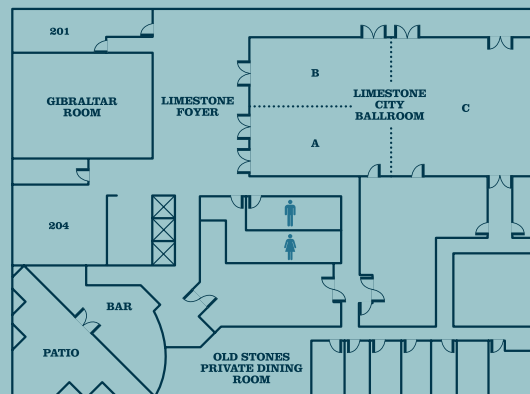 201
GIBRALTAR
ROOM
LIMESTONE
FOYER
B
LIMESTONE
CITY
BALLROOM
C
A
204
BAR
PATIO
OLD STONES
PRIVATE DINING
ROOM